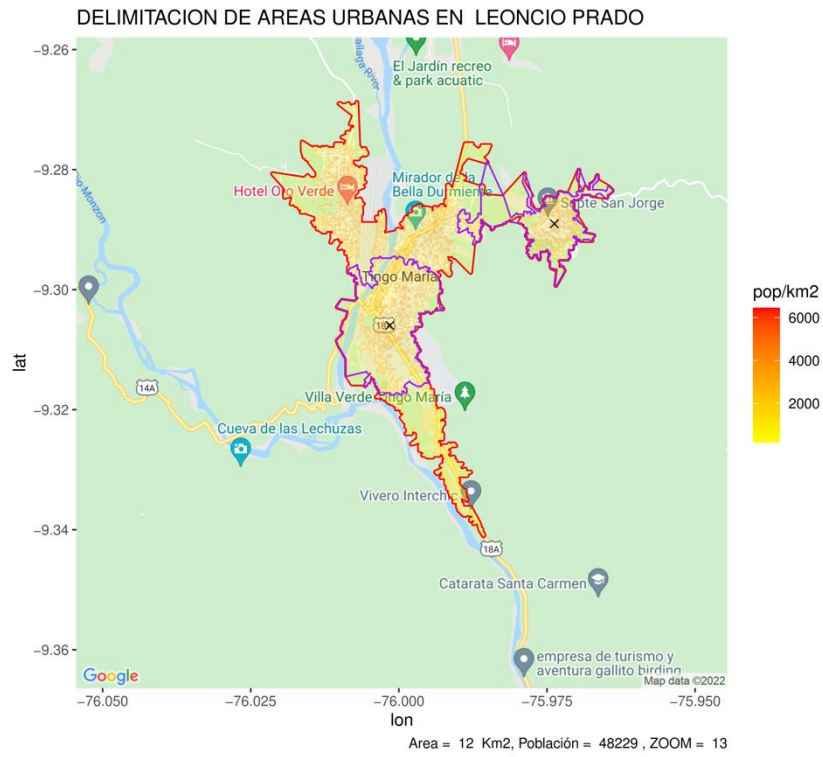 DELIMITACION DE AREAS URBANAS EN  LEONCIO PRADO
El Jardín recreo
& park acuatic
River
Mirador de la
Bella Durmiente
Hotel Oro Verde
San Jorge
Rio Monzon
Tingo María
18A
14A
Villa Verde Tingo María
Cueva de las Lechuzas
Vivero Interchic
18A
Catarata Santa Carmen
empresa de turismo y
aventura gallito birding
Google
Map data ©2022
−9.26
−9.28
−9.30
−9.32
−9.34
−9.36
lat
−76.050
−76.025
−76.000
−75.975
−75.950
lon
pop/km2
6000
4000
2000
Area =  12  Km2, Población =  48229 , ZOOM =  13